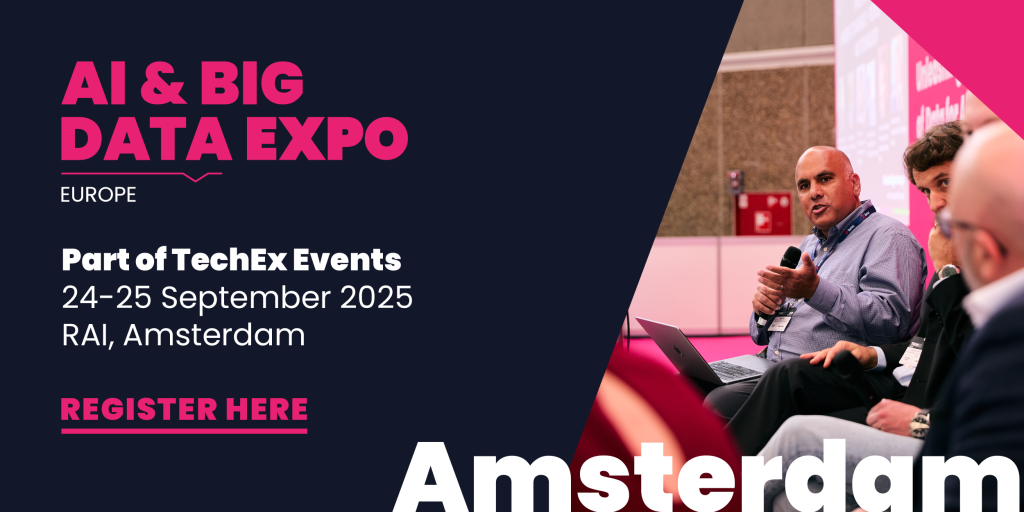 AI & BIG
DATA EXPO
EUROPE
Part of TechEx Events
24-25 September 2025
RAI, Amsterdam
REGISTER HERE
Amsterdam